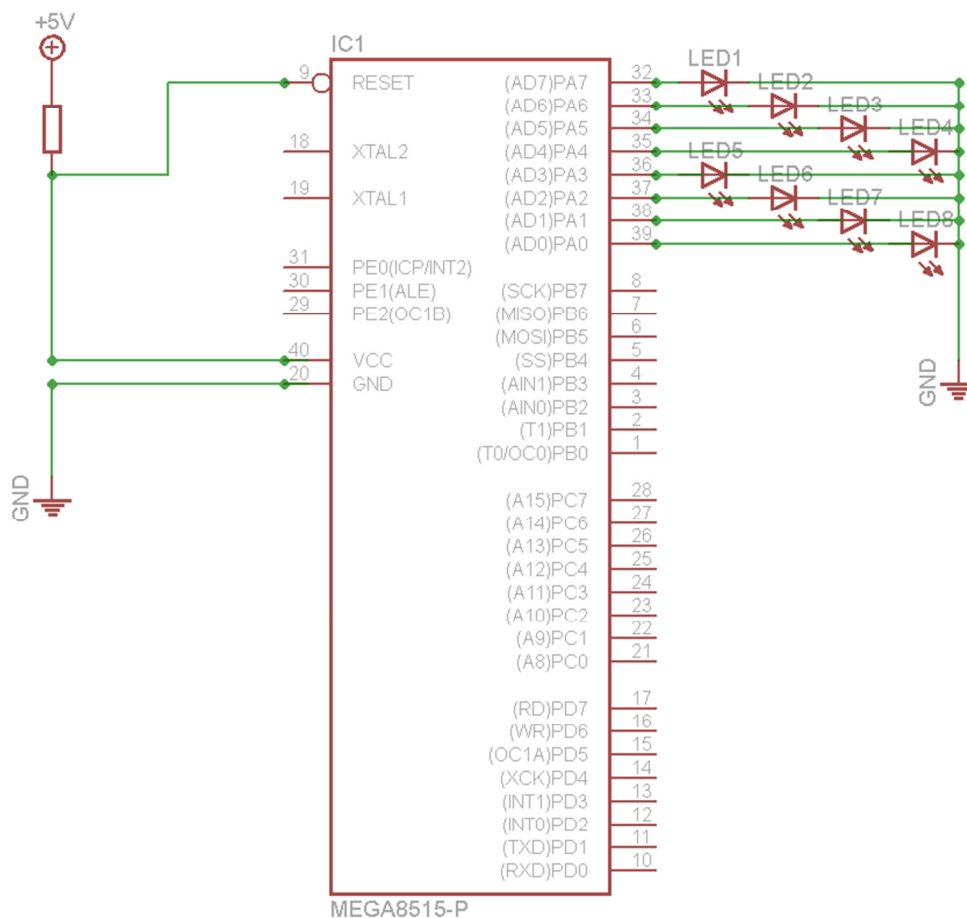 +5V
IC1
9 RESET
18 XTAL2
19 XTAL1
31 PE0(ICP/INT2)
30 PE1(ALE)
29 PE2(OC1B)
40 VCC
20 GND
GND
(AD7)PA7 32 LED1
(AD6)PA6 33 LED2
(AD5)PA5 34 LED3
(AD4)PA4 35 LED4
(AD3)PA3 36 LED5
(AD2)PA2 37 LED6
(AD1)PA1 38 LED7
(AD0)PA0 39 LED8
GND
(SCK)PB7 8
(MISO)PB6 7
(MOSI)PB5 6
(SS)PB4 5
(AIN1)PB3 4
(AIN0)PB2 3
(T1)PB1 2
(T0/OC0)PB0 1
(A15)PC7 28
(A14)PC6 27
(A13)PC5 26
(A12)PC4 25
(A11)PC3 24
(A10)PC2 23
(A9)PC1 22
(A8)PC0 21
(RD)PD7 17
(WR)PD6 16
(OC1A)PD5 15
(XCK)PD4 14
(INT1)PD3 13
(INT0)PD2 12
(TXD)PD1 11
(RXD)PD0 10
MEGA8515-P